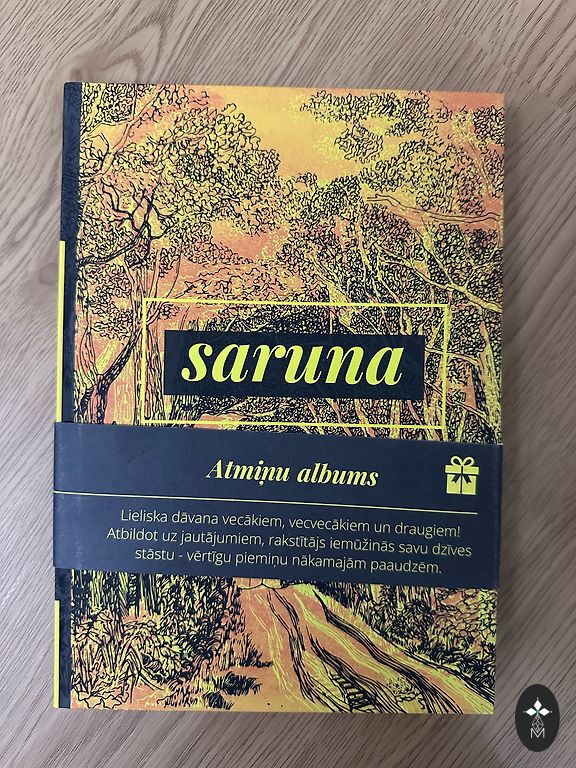 saruna
Atmiņu albums
Lieliska dāvana vecākiem, vecvecākiem un draugiem!
Atbildot uz jautājumiem, rakstītājs iemūžinās savu dzīves
stāstu - vērtīgu piemiņu nākamajām paaudzēm.